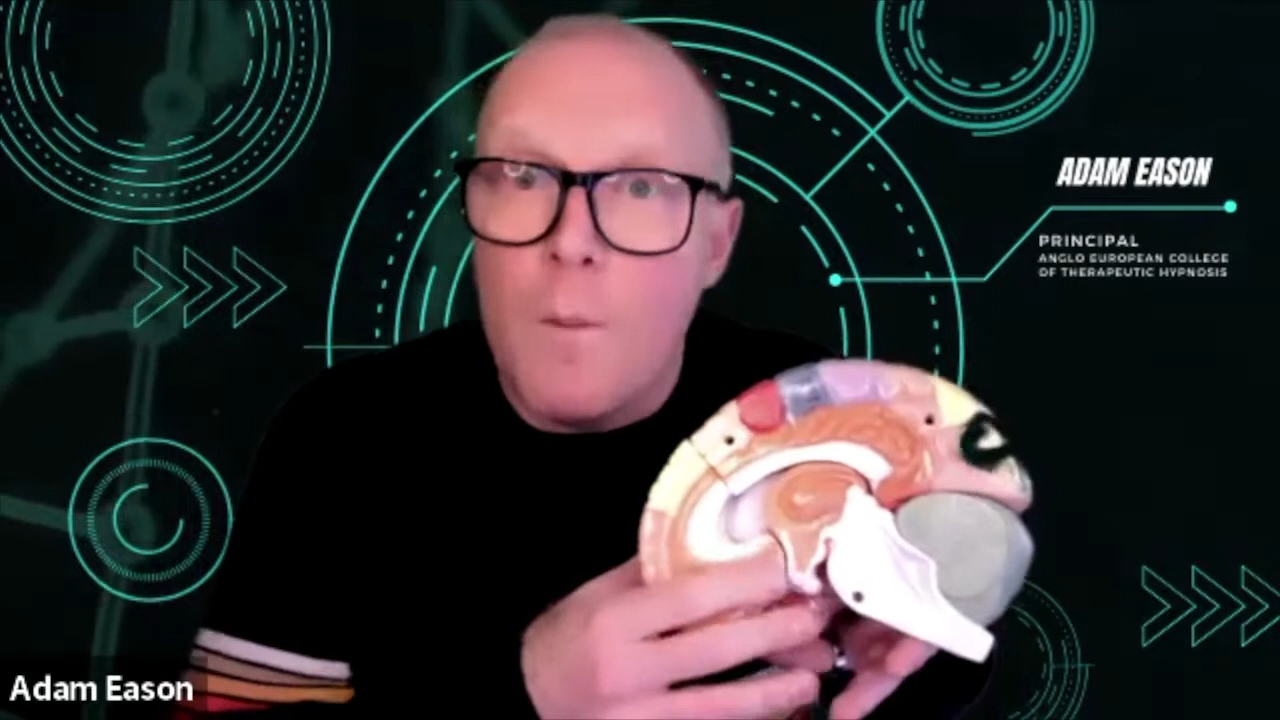 ADAM EASON
PRINCIPAL
ANGLO EUROPEAN COLLEGE
OF THERAPEUTIC HYPNOSIS
Adam Eason